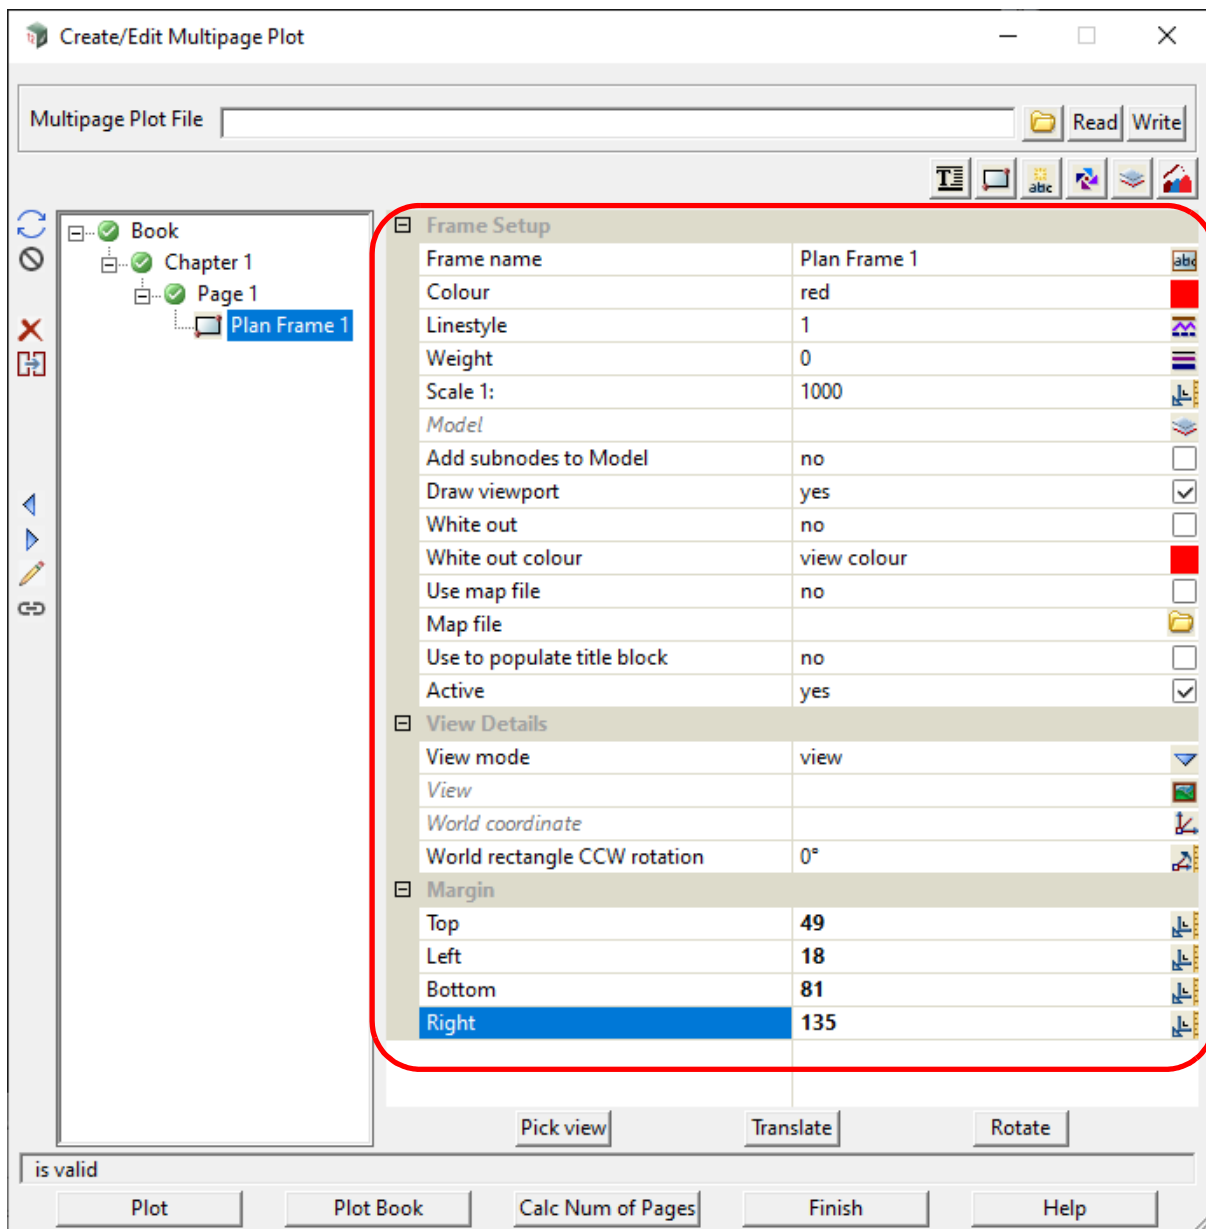 Create/Edit Multipage Plot
Multipage Plot File Read Write
abc
Book
Chapter 1
Page 1
Plan Frame 1
Frame Setup
Frame name Plan Frame 1 abc
Colour red
Linestyle 1
Weight 0
Scale 1: 1000
Model
Add subnodes to Model no
Draw viewport yes
White out no
White out colour view colour
Use map file no
Map file
Use to populate title block no
Active yes
View Details
View mode view
View
World coordinate
World rectangle CCW rotation 0°
Margin
Top 49
Left 18
Bottom 81
Right 135
Pick view Translate Rotate
is valid
Plot Plot Book Calc Num of Pages Finish Help